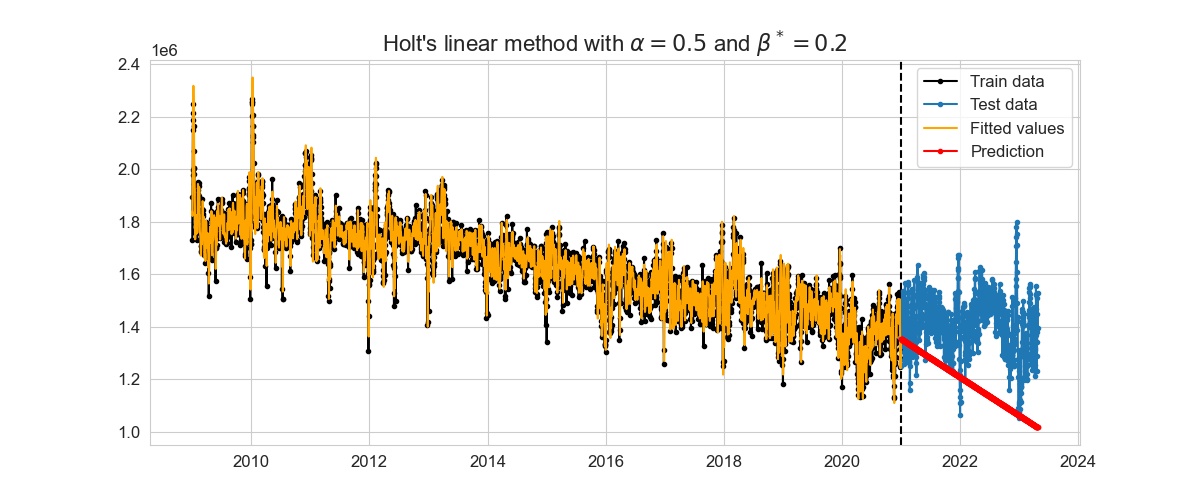 Holt's linear method with α = 0.5 and β* = 0.2
1e6
2.4
2.2
2.0
1.8
1.6
1.4
1.2
1.0
2010 2012 2014 2016 2018 2020 2022 2024
Train data
Test data
Fitted values
Prediction